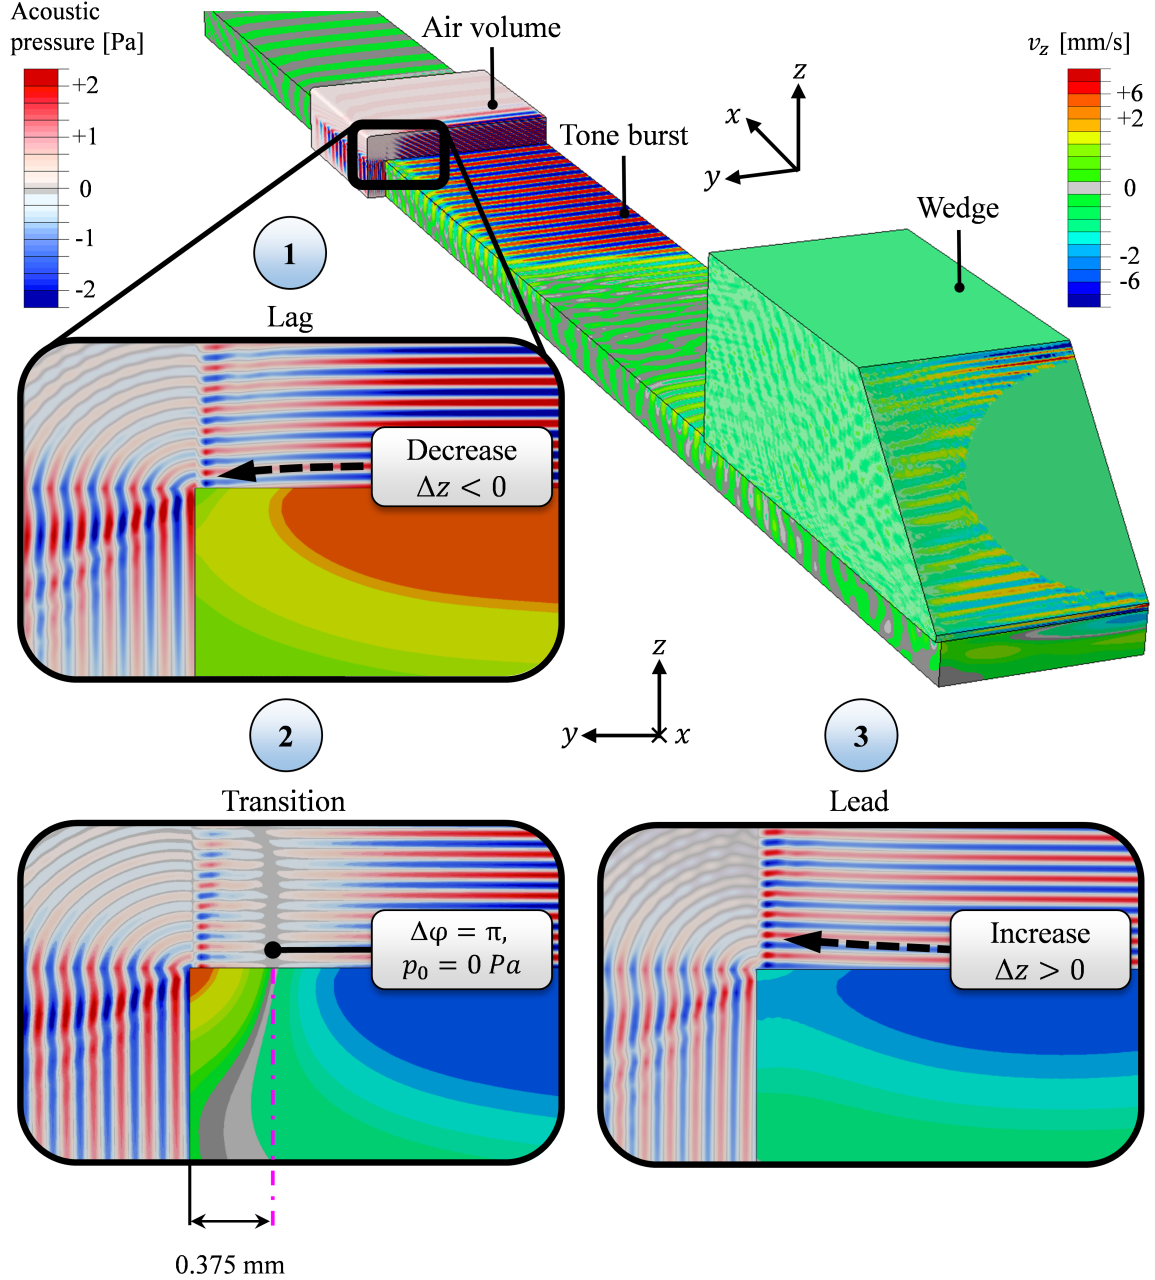 Acoustic
pressure [Pa]
+2
+1
0
-1
-2
Air volume
Tone burst
z
x
y
v_z [mm/s]
+6
+2
0
-2
-6
Wedge
1
Lag
Decrease
Δz < 0
z
y
x
2
Transition
Δφ = π,
p₀ = 0 Pa
0.375 mm
3
Lead
Increase
Δz > 0